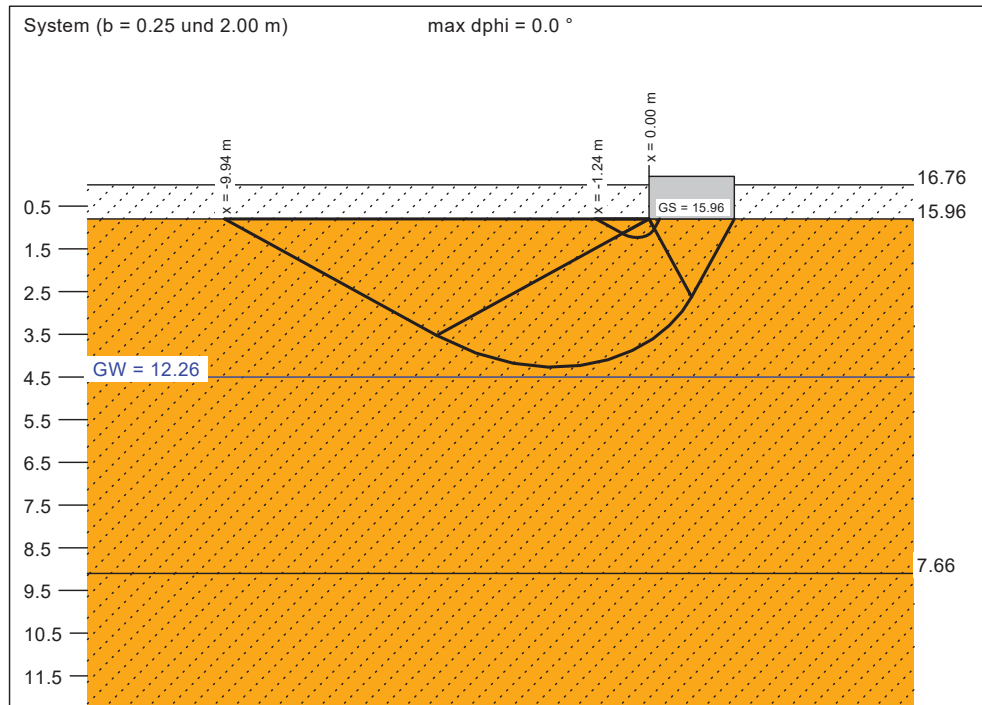 System (b = 0.25 und 2.00 m)
max dphi = 0.0 °
x = -9.94 m
x = -1.24 m
x = 0.00 m
16.76
GS = 15.96
15.96
0.5
1.5
2.5
3.5
GW = 12.26
4.5
5.5
6.5
7.5
8.5
7.66
9.5
10.5
11.5